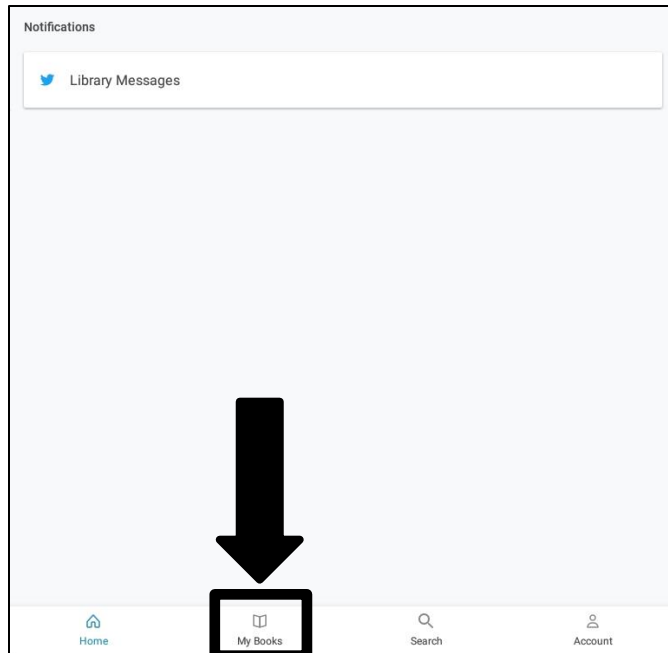 Notifications
Library Messages
Home
My Books
Search
Account